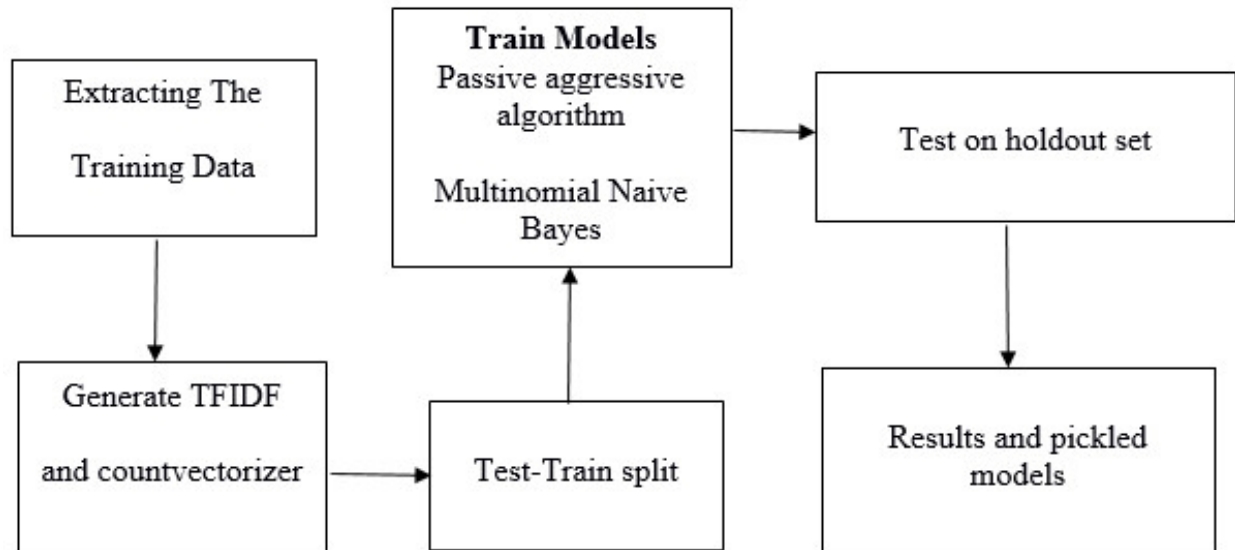 Extracting The
Training Data
Generate TFIDF
and countvectorizer
Test-Train split
Train Models
Passive aggressive
algorithm
Multinomial Naive
Bayes
Test on holdout set
Results and pickled
models